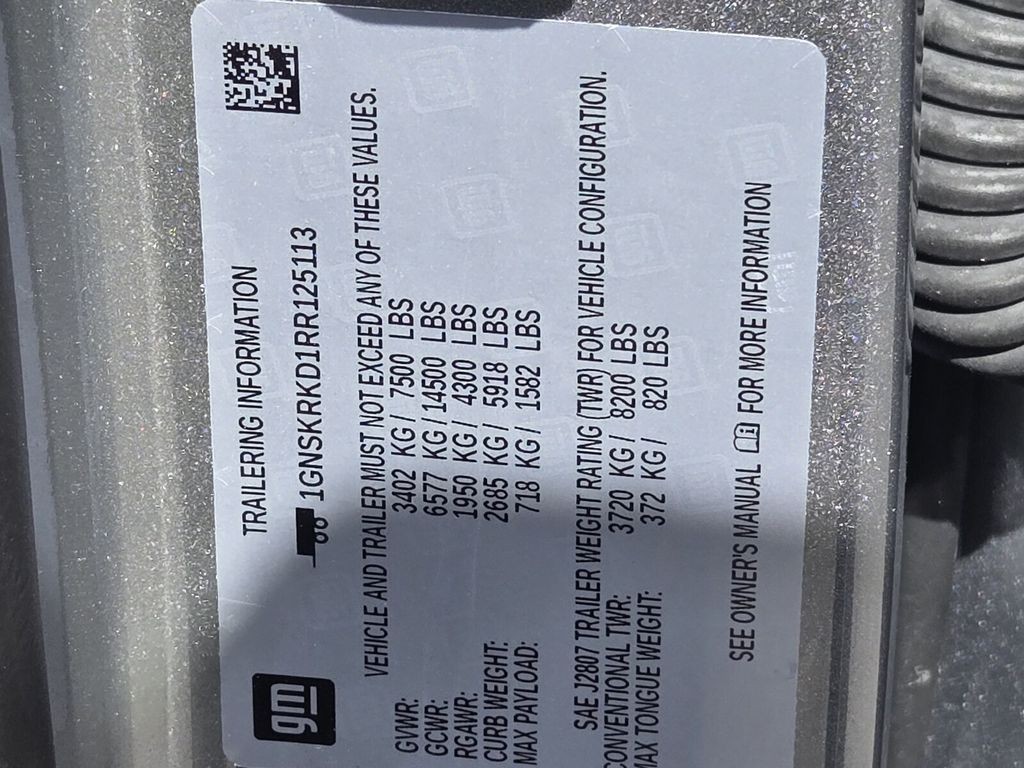 gm
TRAILERING INFORMATION
1GNSKRKD1RR125113
VEHICLE AND TRAILER MUST NOT EXCEED ANY OF THESE VALUES.
GVWR: 3402 KG / 7500 LBS
GCWR: 6577 KG / 14500 LBS
RGAWR: 1950 KG / 4300 LBS
CURB WEIGHT: 2685 KG / 5918 LBS
MAX PAYLOAD: 718 KG / 1582 LBS
SAE J2807 TRAILER WEIGHT RATING (TWR) FOR VEHICLE CONFIGURATION.
CONVENTIONAL TWR: 3720 KG / 8200 LBS
MAX TONGUE WEIGHT: 372 KG / 820 LBS
SEE OWNER'S MANUAL FOR MORE INFORMATION